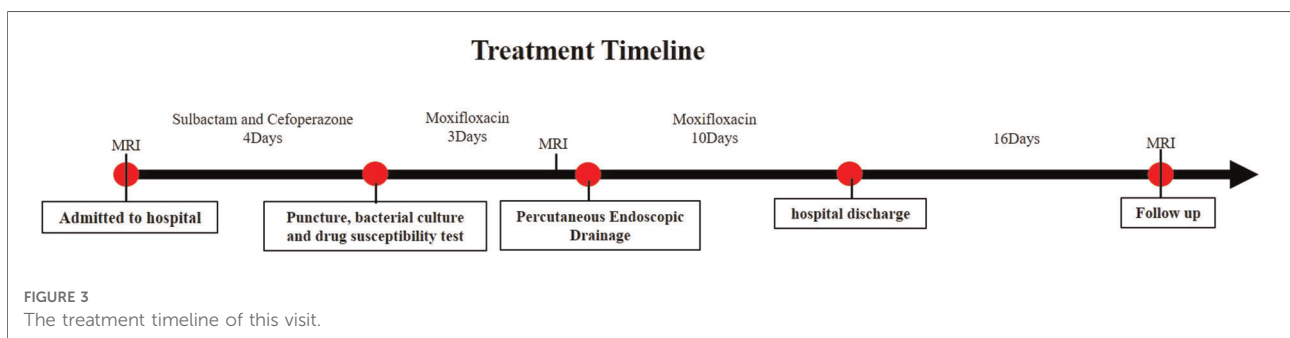 Treatment Timeline
Sulbactam and Cefoperazone
4Days
Moxifloxacin
3Days
Moxifloxacin
10Days
16Days
MRI
MRI
MRI
Admitted to hospital
Puncture, bacterial culture
and drug susceptibility test
Percutaneous Endoscopic
Drainage
hospital discharge
Follow up
FIGURE 3
The treatment timeline of this visit.